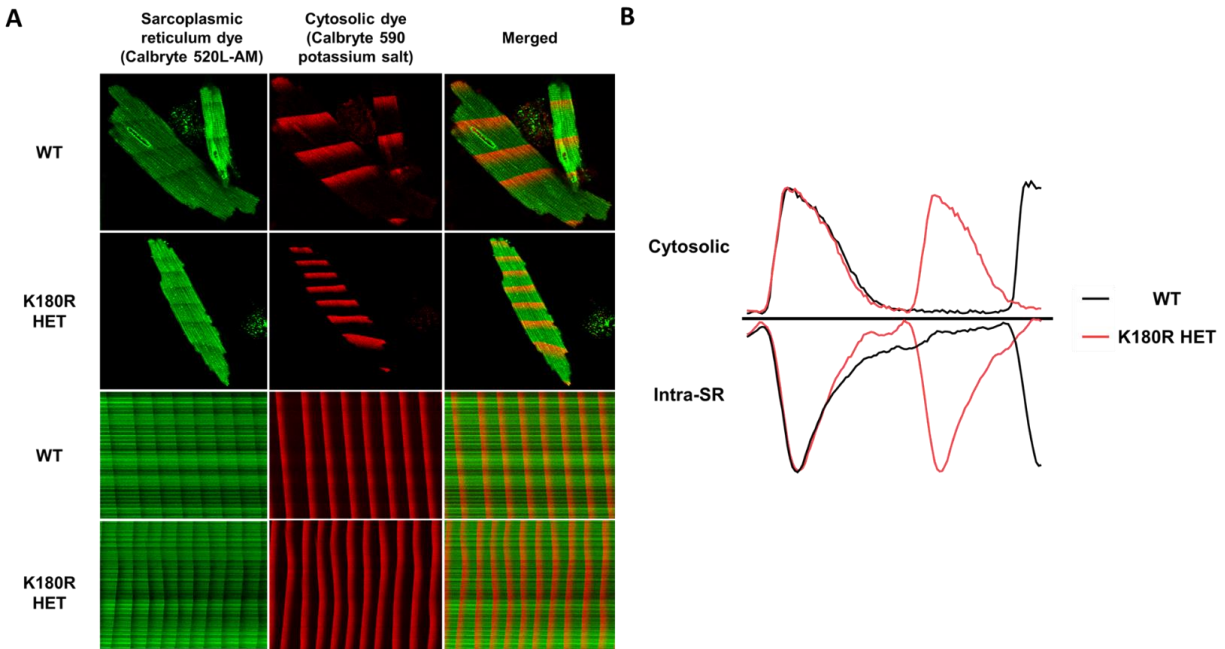 A
Sarcoplasmic
reticulum dye
(Calbryte 520L-AM)
Cytosolic dye
(Calbryte 590
potassium salt)
Merged
WT
K180R
HET
WT
K180R
HET
B
Cytosolic
Intra-SR
WT
K180R HET